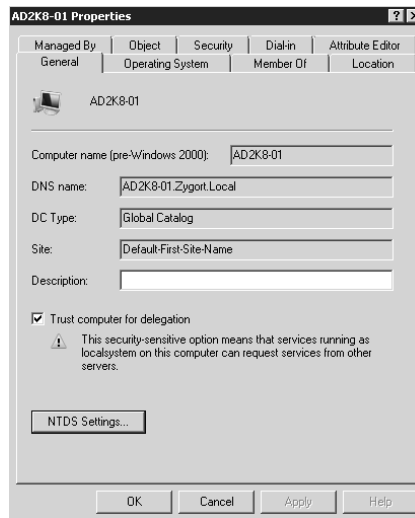 AD2K8-01 Properties
Managed By Object Security Dial-in Attribute Editor
General Operating System Member Of Location
AD2K8-01
Computer name (pre-Windows 2000): AD2K8-01
DNS name: AD2K8-01.Zygort.Local
DC Type: Global Catalog
Site: Default-First-Site-Name
Description:
Trust computer for delegation
This security-sensitive option means that services running as
localsystem on this computer can request services from other
servers.
NTDS Settings...
OK Cancel Apply Help